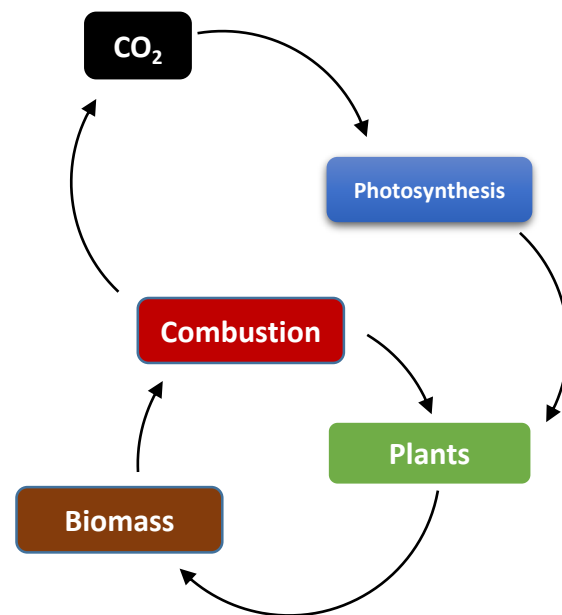 CO₂
Photosynthesis
Combustion
Plants
Biomass